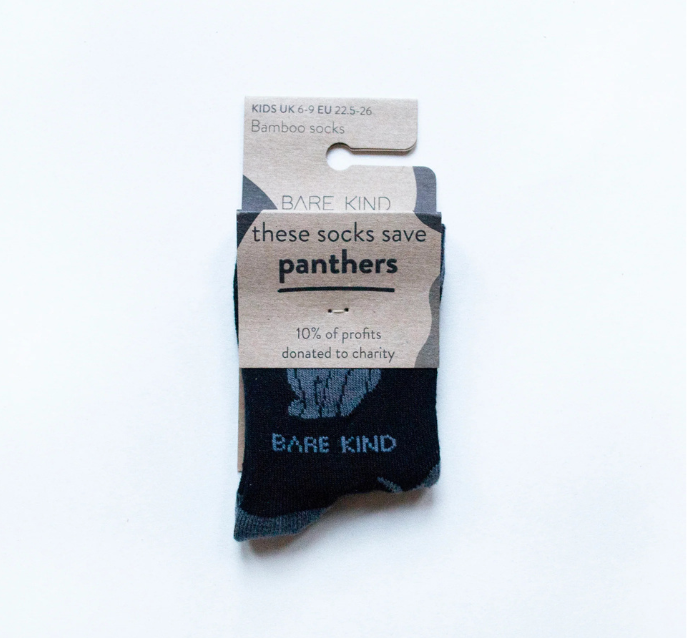 KIDS UK 6-9 EU 22.5-26
Bamboo socks
BARE KIND
these socks save
panthers
10% of profits
donated to charity
BARE KIND